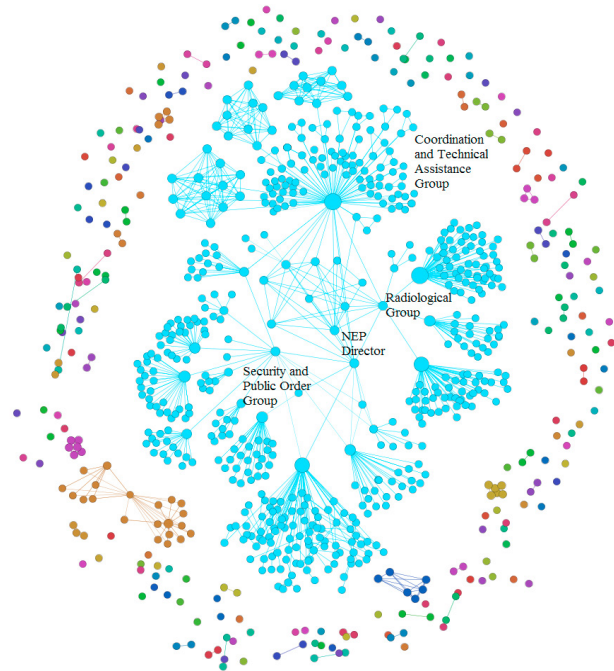 Coordination
and Technical
Assistance
Group
Radiological
Group
NEP
Director
Security and
Public Order
Group